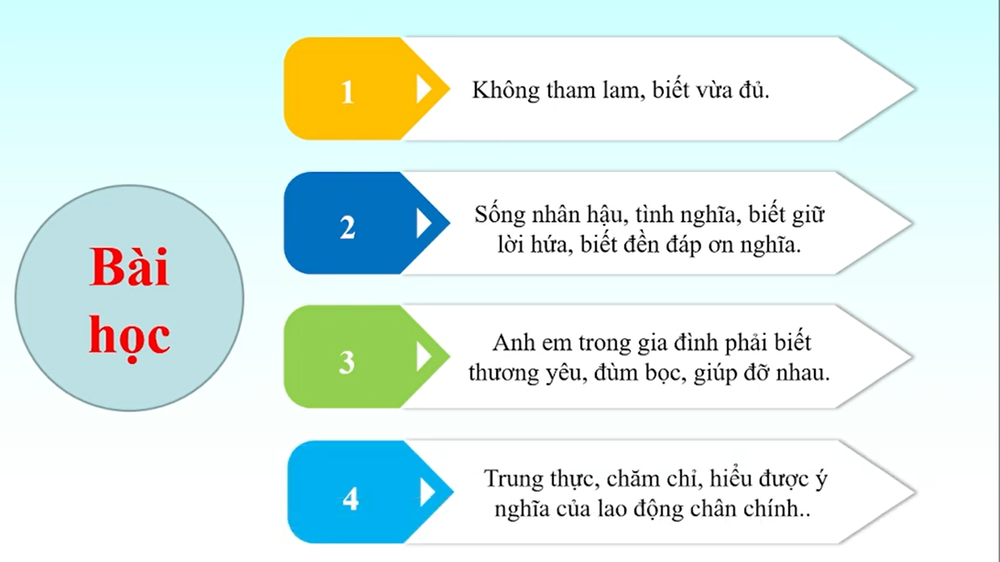 Bài
học
1
Không tham lam, biết vừa đủ.
2
Sống nhân hậu, tình nghĩa, biết giữ
lời hứa, biết đền đáp ơn nghĩa.
3
Anh em trong gia đình phải biết
thương yêu, đùm bọc, giúp đỡ nhau.
4
Trung thực, chăm chỉ, hiểu được ý
nghĩa của lao động chân chính..